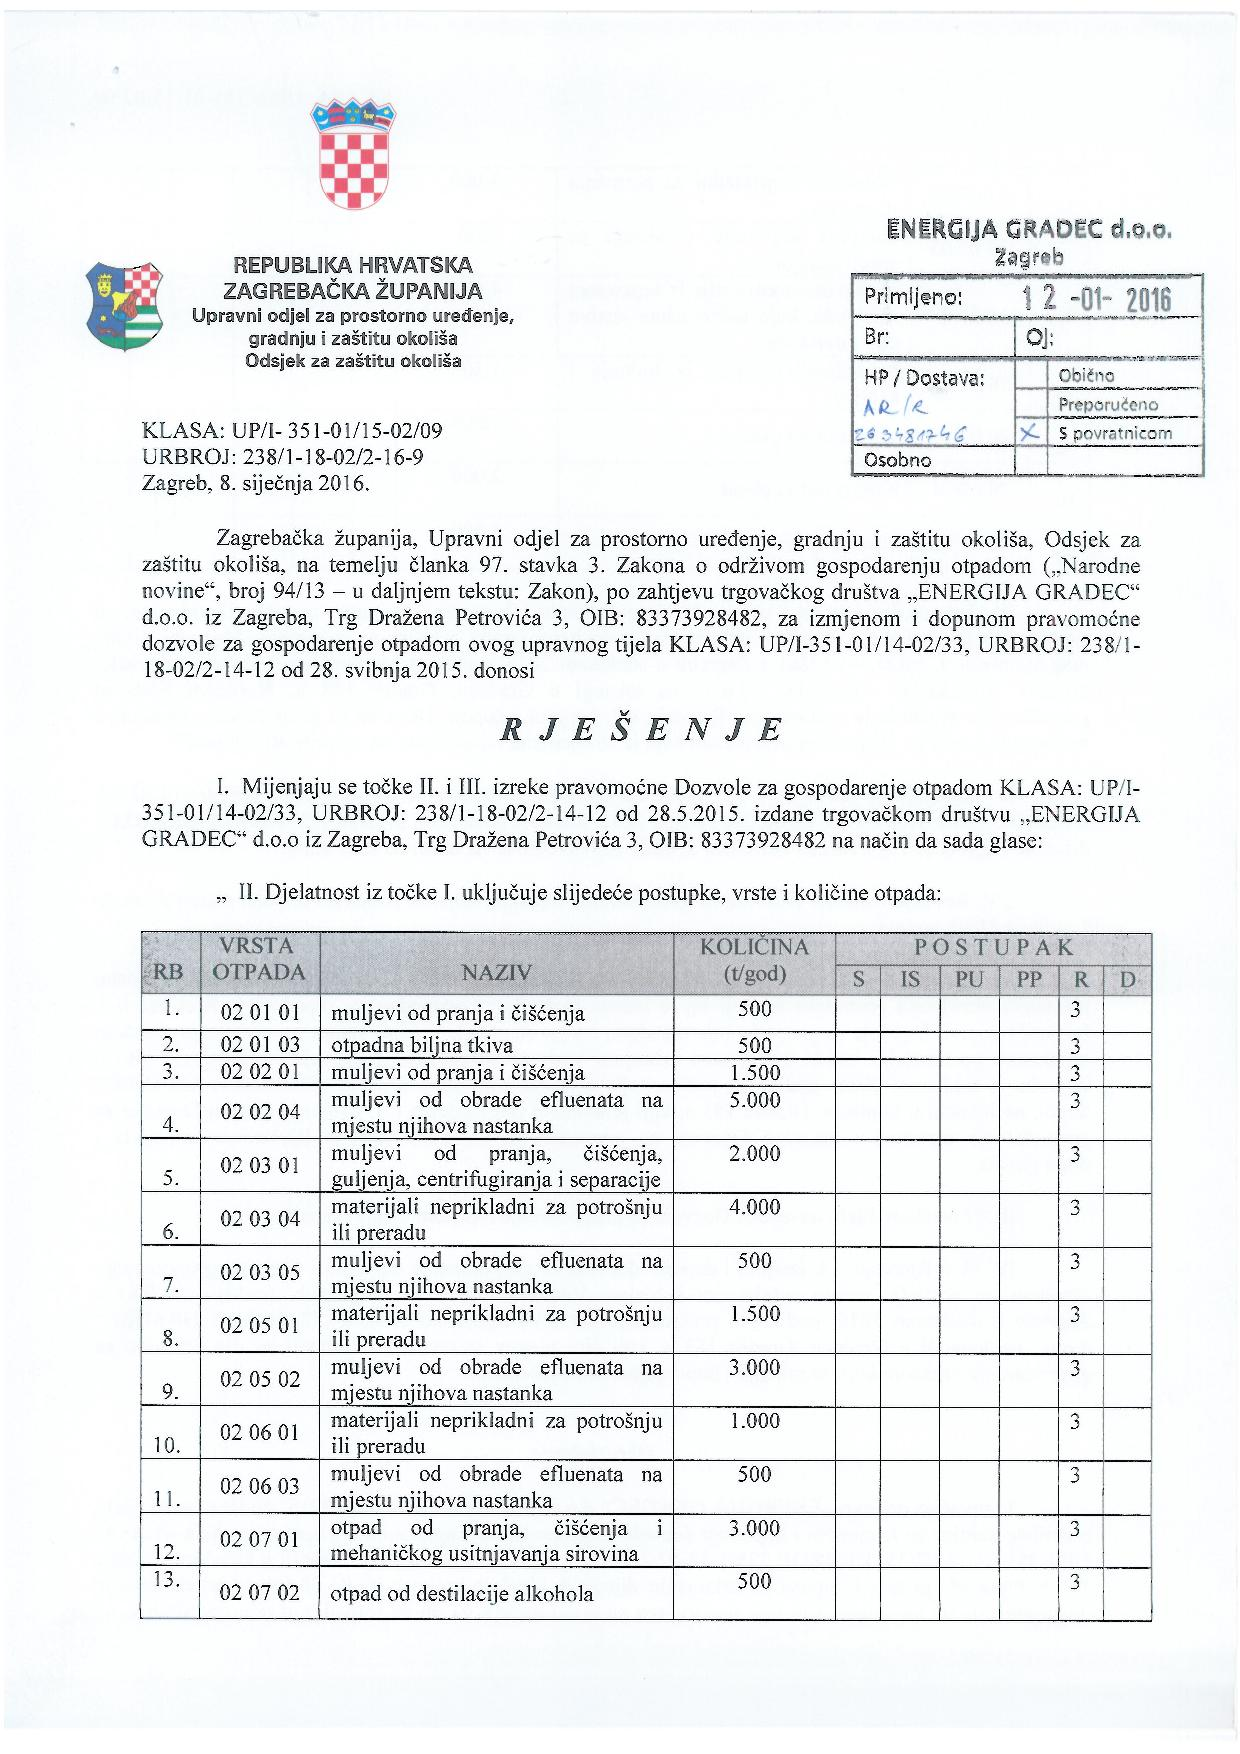 ENERGIJA GRADEC d.o.o.
Zagreb
Primljeno: 12 -01- 2016
Br: OJ:
HP / Dostava: Obično
AR/R Preporučeno
X S povratnicom
Osobno
REPUBLIKA HRVATSKA
ZAGREBAČKA ŽUPANIJA
Upravni odjel za prostorno uređenje,
gradnju i zaštitu okoliša
Odsjek za zaštitu okoliša
KLASA: UP/I- 351-01/15-02/09
URBROJ: 238/1-18-02/2-16-9
Zagreb, 8. siječnja 2016.
Zagrebačka županija, Upravni odjel za prostorno uređenje, gradnju i zaštitu okoliša, Odsjek za
zaštitu okoliša, na temelju članka 97. stavka 3. Zakona o održivom gospodarenju otpadom („Narodne
novine“, broj 94/13 – u daljnjem tekstu: Zakon), po zahtjevu trgovačkog društva „ENERGIJA GRADEC“
d.o.o. iz Zagreba, Trg Dražena Petrovića 3, OIB: 83373928482, za izmjenom i dopunom pravomoćne
dozvole za gospodarenje otpadom ovog upravnog tijela KLASA: UP/I-351-01/14-02/33, URBROJ: 238/1-
18-02/2-14-12 od 28. svibnja 2015. donosi
R J E Š E N J E
I. Mijenjaju se točke II. i III. izreke pravomoćne Dozvole za gospodarenje otpadom KLASA: UP/I-
351-01/14-02/33, URBROJ: 238/1-18-02/2-14-12 od 28.5.2015. izdane trgovačkom društvu „ENERGIJA
GRADEC“ d.o.o iz Zagreba, Trg Dražena Petrovića 3, OIB: 83373928482 na način da sada glase:
„ II. Djelatnost iz točke I. uključuje slijedeće postupke, vrste i količine otpada:
RB VRSTA OTPADA NAZIV KOLIČINA (t/god) P O S T U P A K
S IS PU PP R D
1. 02 01 01 muljevi od pranja i čišćenja 500 3
2. 02 01 03 otpadna biljna tkiva 500 3
3. 02 02 01 muljevi od pranja i čišćenja 1.500 3
4. 02 02 04 muljevi od obrade efluenata na 5.000 3
mjestu njihova nastanka
5. 02 03 01 muljevi od pranja, čišćenja, 2.000 3
guljenja, centrifugiranja i separacije
6. 02 03 04 materijali neprikladni za potrošnju 4.000 3
ili preradu
7. 02 03 05 muljevi od obrade efluenata na 500 3
mjestu njihova nastanka
8. 02 05 01 materijali neprikladni za potrošnju 1.500 3
ili preradu
9. 02 05 02 muljevi od obrade efluenata na 3.000 3
mjestu njihova nastanka
10. 02 06 01 materijali neprikladni za potrošnju 1.000 3
ili preradu
11. 02 06 03 muljevi od obrade efluenata na 500 3
mjestu njihova nastanka
12. 02 07 01 otpad od pranja, čišćenja i 3.000 3
mehaničkog usitnjavanja sirovina
13. 02 07 02 otpad od destilacije alkohola 500 3